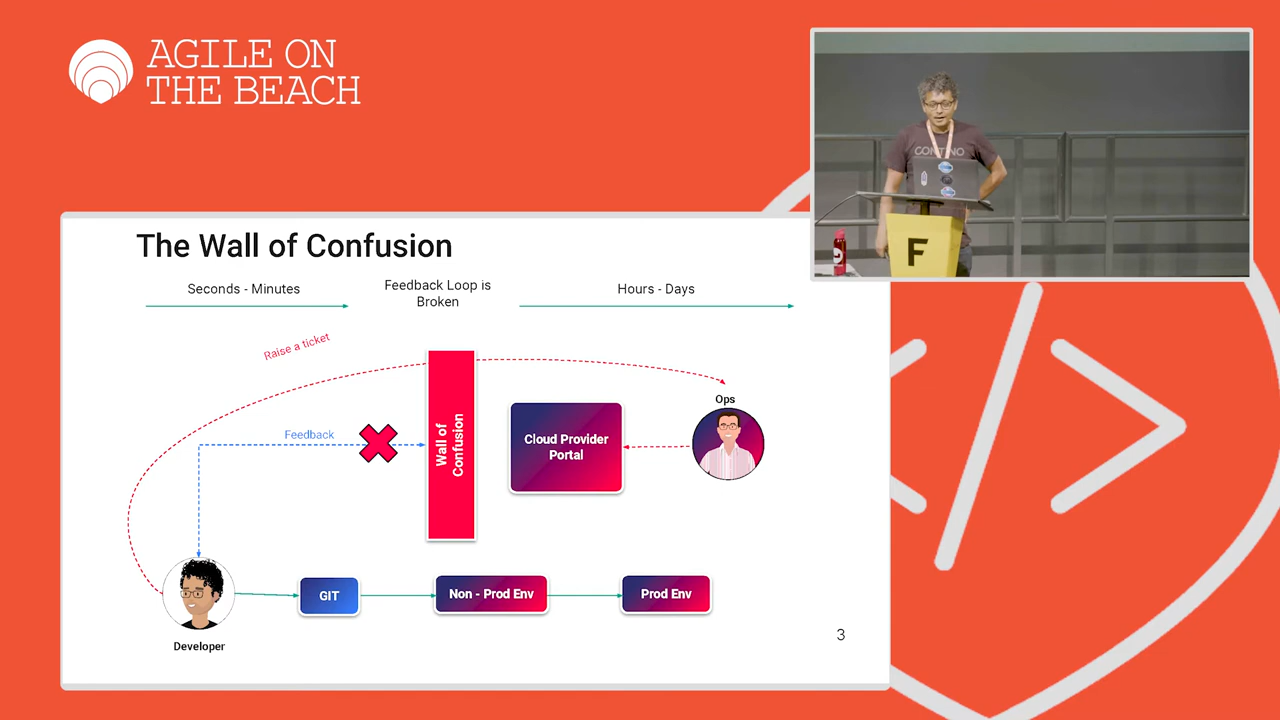 AGILE ON
THE BEACH
CONTINO
F
The Wall of Confusion
Seconds - Minutes
Feedback Loop is
Broken
Hours - Days
Raise a ticket
Ops
Feedback
Wall of
Confusion
Cloud Provider
Portal
GIT
Non - Prod Env
Prod Env
Developer
3